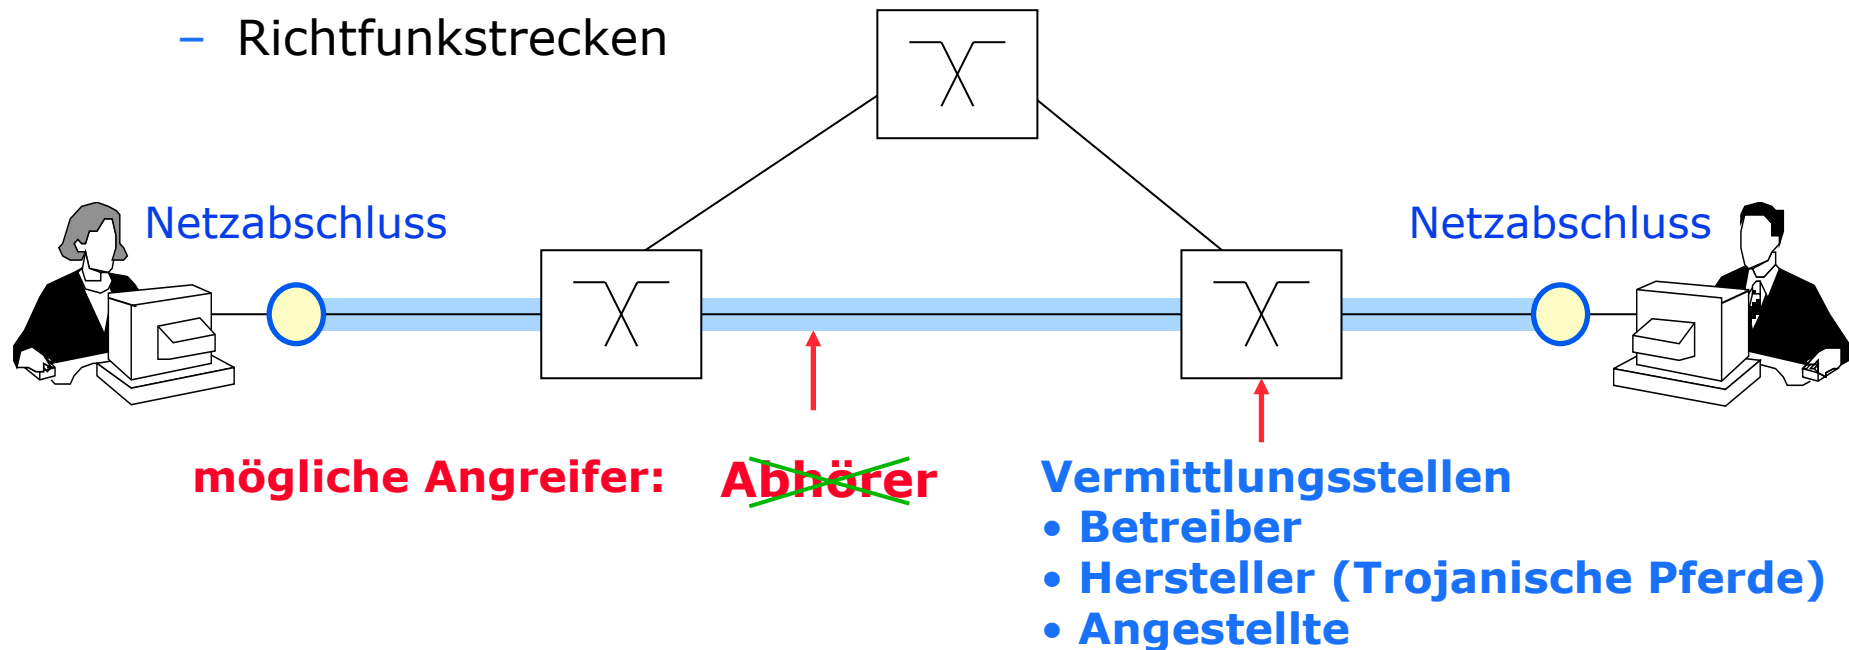 – Richtfunkstrecken
Netzabschluss
Netzabschluss
mögliche Angreifer: Abhörer
Vermittlungsstellen
• Betreiber
• Hersteller (Trojanische Pferde)
• Angestellte